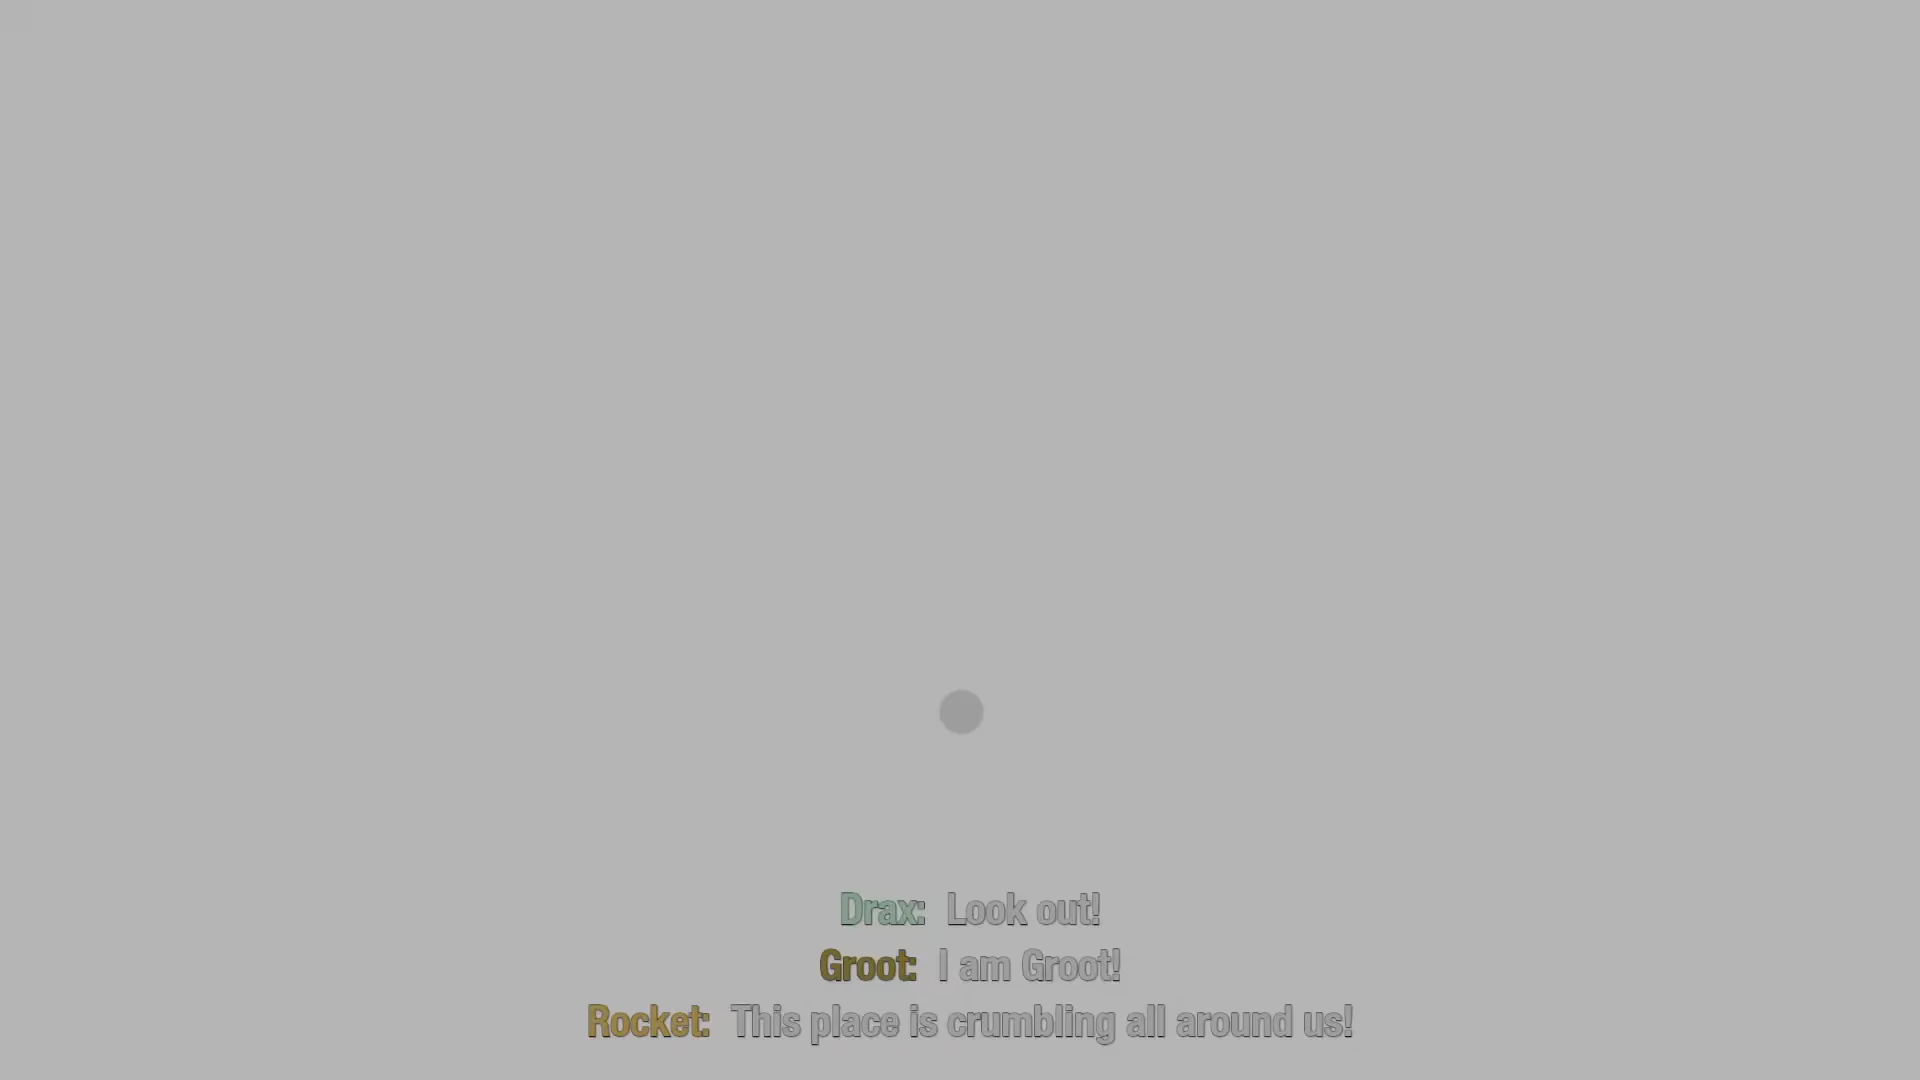 Drax: Look out!
Groot: I am Groot!
Rocket: This place is crumbling all around us!